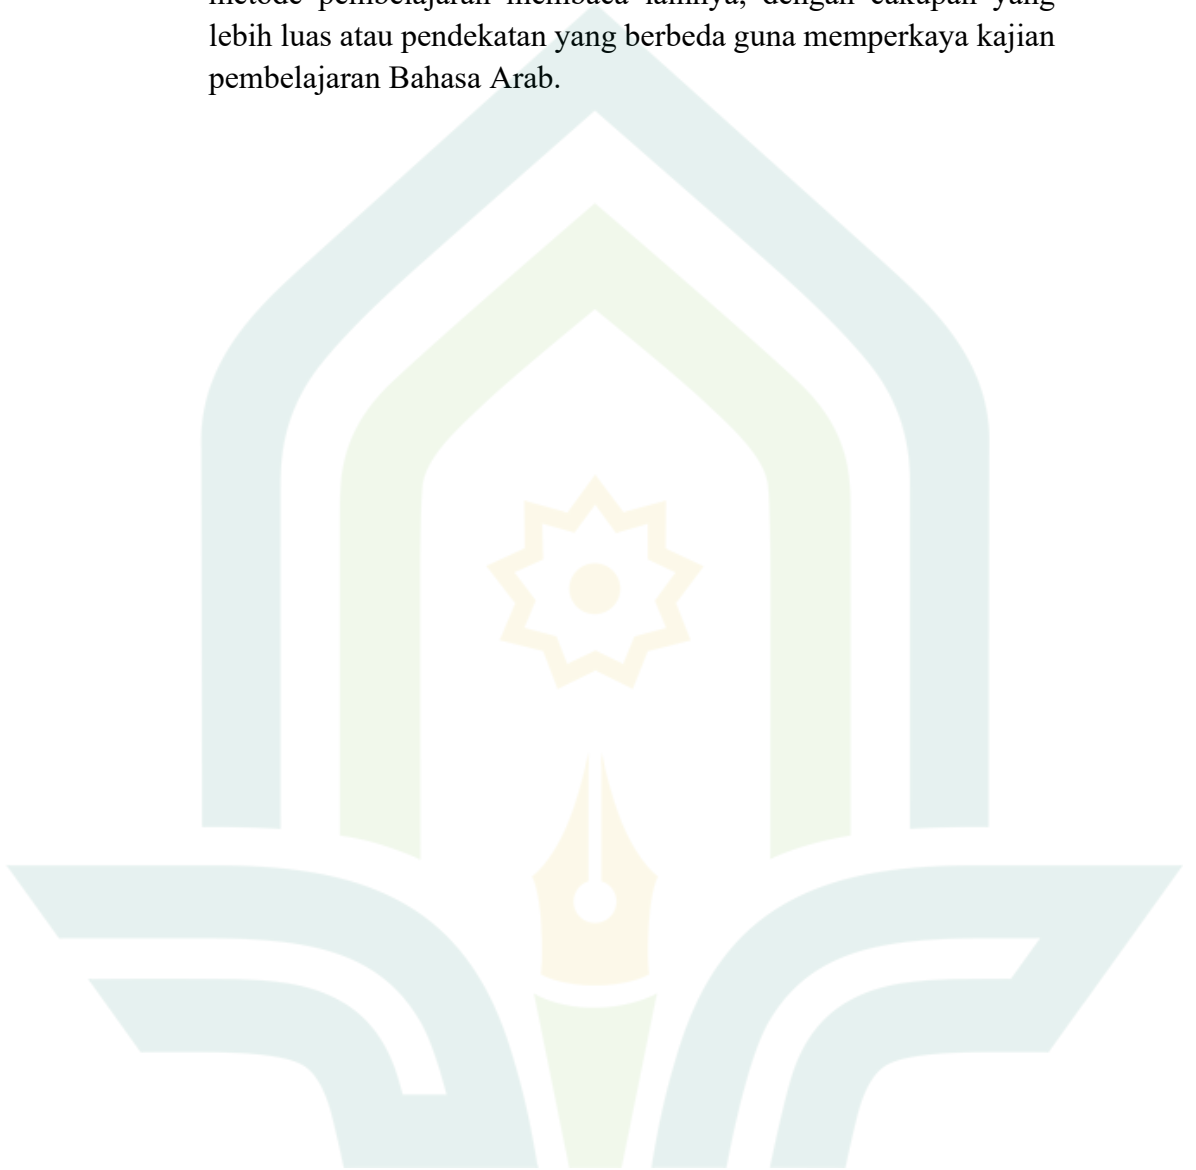 metode pembelajaran membaca lainnya, dengan cakupan yang
lebih luas atau pendekatan yang berbeda guna memperkaya kajian
pembelajaran Bahasa Arab.